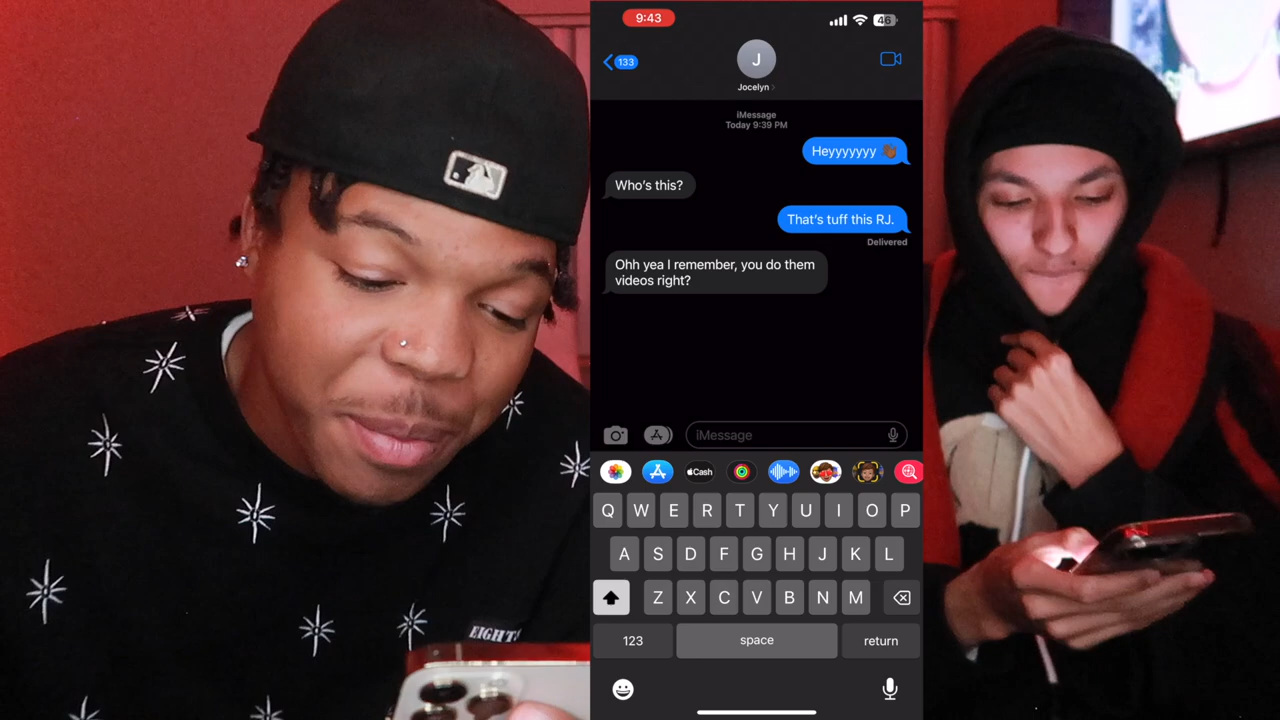 9:43
46
133
J
Jocelyn
iMessage
Today 9:39 PM
Heyyyyyyy 👋🏾
Who's this?
That's tuff this RJ.
Delivered
Ohh yea I remember, you do them
videos right?
iMessage
Cash
Q W E R T Y U I O P
A S D F G H J K L
Z X C V B N M
123 space return
EIGHT